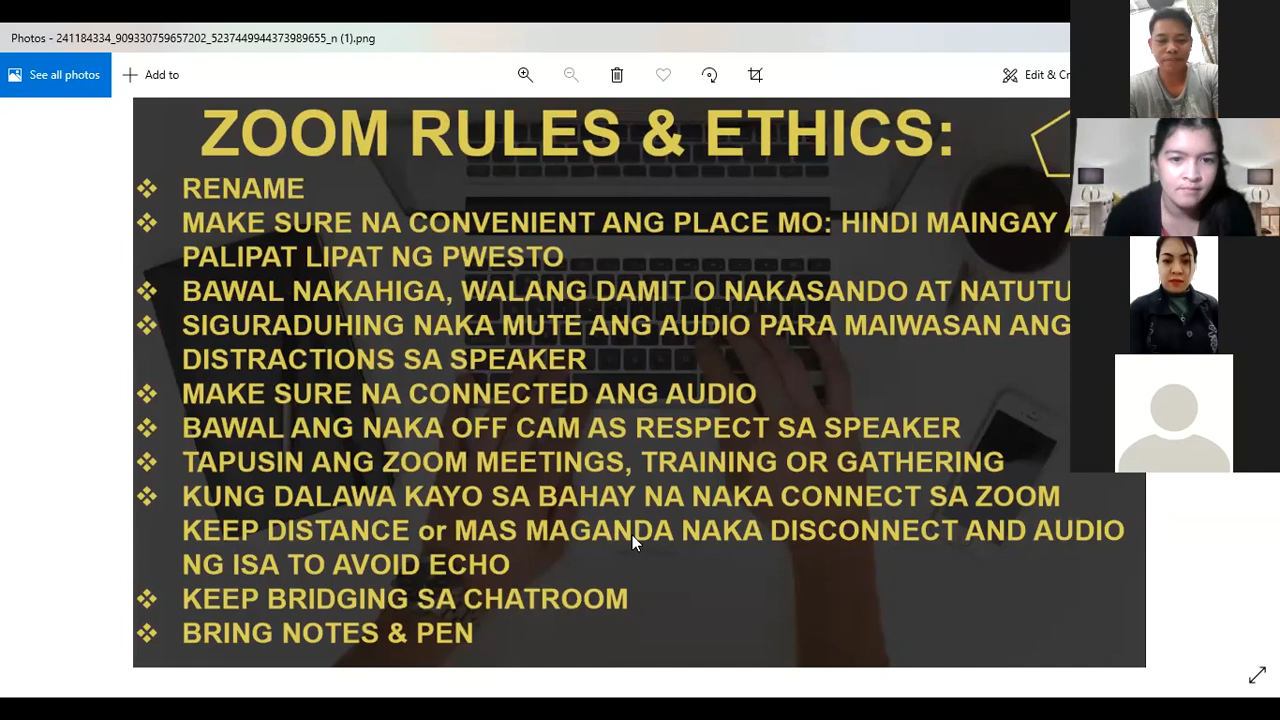 Photos - 241184334_909330759657202_5237449944373989655_n (1).png
See all photos
Add to
Edit & Cr
ZOOM RULES & ETHICS:
❖ RENAME
❖ MAKE SURE NA CONVENIENT ANG PLACE MO: HINDI MAINGAY
PALIPAT LIPAT NG PWESTO
❖ BAWAL NAKAHIGA, WALANG DAMIT O NAKASANDO AT NATUTU
❖ SIGURADUHING NAKA MUTE ANG AUDIO PARA MAIWASAN ANG
DISTRACTIONS SA SPEAKER
❖ MAKE SURE NA CONNECTED ANG AUDIO
❖ BAWAL ANG NAKA OFF CAM AS RESPECT SA SPEAKER
❖ TAPUSIN ANG ZOOM MEETINGS, TRAINING OR GATHERING
❖ KUNG DALAWA KAYO SA BAHAY NA NAKA CONNECT SA ZOOM
KEEP DISTANCE or MAS MAGANDA NAKA DISCONNECT AND AUDIO
NG ISA TO AVOID ECHO
❖ KEEP BRIDGING SA CHATROOM
❖ BRING NOTES & PEN